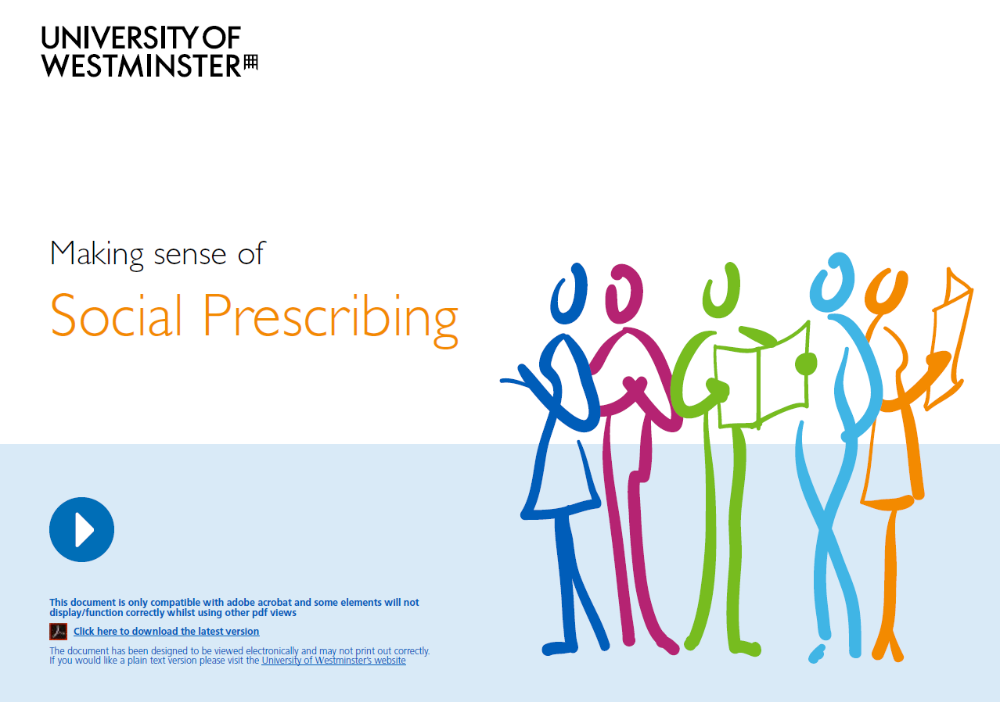 UNIVERSITY OF
WESTMINSTER
Making sense of
Social Prescribing
This document is only compatible with adobe acrobat and some elements will not
display/function correctly whilst using other pdf views
Click here to download the latest version
The document has been designed to be viewed electronically and may not print out correctly.
If you would like a plain text version please visit the University of Westminster's website